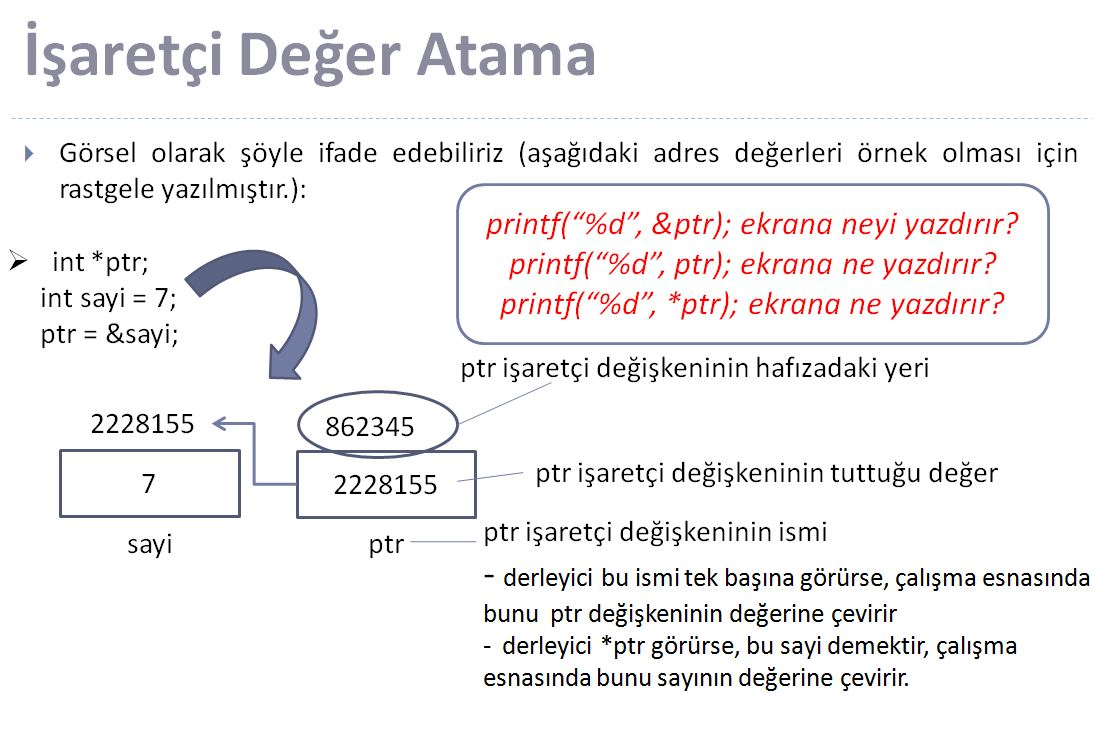 İşaretçi Değer Atama
Görsel olarak şöyle ifade edebiliriz (aşağıdaki adres değerleri örnek olması için
rastgele yazılmıştır.):
printf(“%d”, &ptr); ekrana neyi yazdırır?
printf(“%d”, ptr); ekrana ne yazdırır?
printf(“%d”, *ptr); ekrana ne yazdırır?
int *ptr;
int sayi = 7;
ptr = &sayi;
ptr işaretçi değişkeninin hafızadaki yeri
2228155
862345
7
2228155
ptr işaretçi değişkeninin tuttuğu değer
sayi
ptr
ptr işaretçi değişkeninin ismi
- derleyici bu ismi tek başına görürse, çalışma esnasında
bunu ptr değişkeninin değerine çevirir
- derleyici *ptr görürse, bu sayi demektir, çalışma
esnasında bunu sayının değerine çevirir.